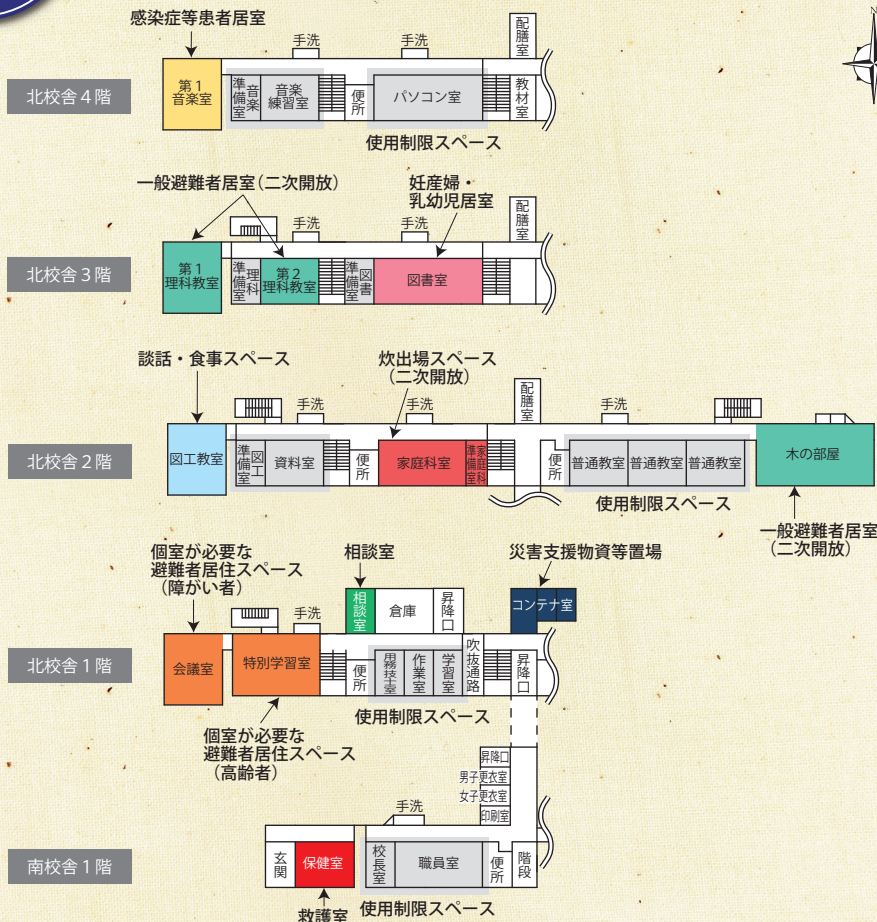 感染症等患者居室
手洗
手洗
配膳室
N
北校舎4階
第1
音楽室
準備室
音楽
音楽
練習室
便所
パソコン室
教材室
使用制限スペース
一般避難者居室(二次開放)
妊産婦・
乳幼児居室
手洗
手洗
配膳室
北校舎3階
第1
理科教室
準備室
理科
第2
理科教室
準備室
図書
図書室
談話・食事スペース
炊出場スペース
(二次開放)
手洗
配膳室
手洗
北校舎2階
図工教室
準備室
図工
資料室
便所
家庭科室
準備室
家庭科
便所
普通教室
普通教室
普通教室
木の部屋
使用制限スペース
一般避難者居室
(二次開放)
個室が必要な
避難者居住スペース
(障がい者)
相談室
災害支援物資等置場
手洗
相談室
倉庫
昇降口
コンテナ室
北校舎1階
会議室
特別学習室
便所
用務技士室
作業室
学習室
吹抜通路
昇降口
使用制限スペース
個室が必要な
避難者居住スペース
(高齢者)
昇降口
男子更衣室
女子更衣室
印刷室
手洗
南校舎1階
玄関
保健室
校長室
職員室
便所
階段
救護室
使用制限スペース